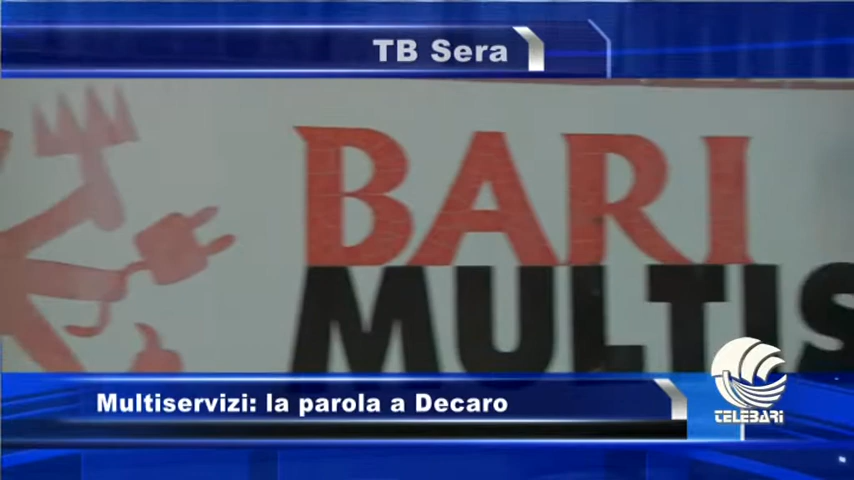 TB Sera
BARI
MULTIS
Multiservizi: la parola a Decaro
TELEBARI